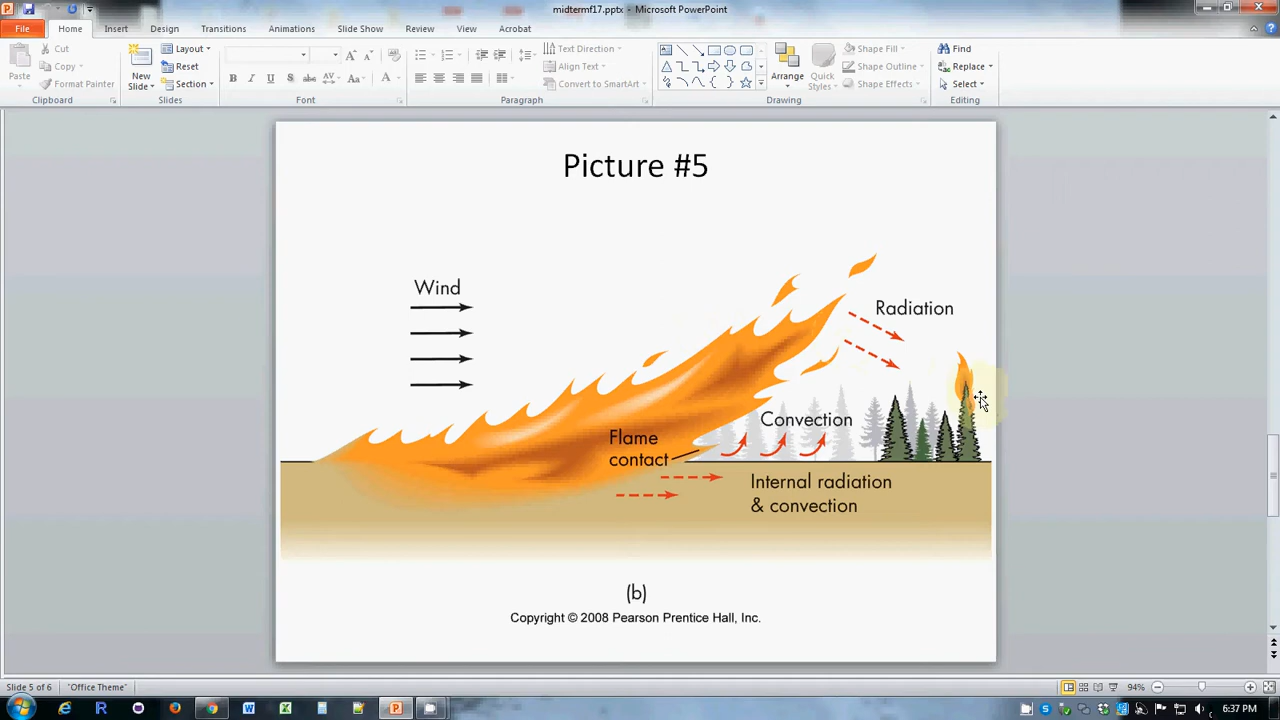 midtermf17.pptx - Microsoft PowerPoint
File Home Insert Design Transitions Animations Slide Show Review View Acrobat
Cut Layout Text Direction Shape Fill Find
Copy Reset Align Text Shape Outline Replace
Paste Format Painter New Slide Section Convert to SmartArt Arrange Quick Styles Shape Effects Select
Clipboard Slides Font Paragraph Drawing Editing
Picture #5
Wind
Radiation
Convection
Flame
contact
Internal radiation
& convection
(b)
Copyright © 2008 Pearson Prentice Hall, Inc.
Slide 5 of 6 "Office Theme" 94%
6:37 PM